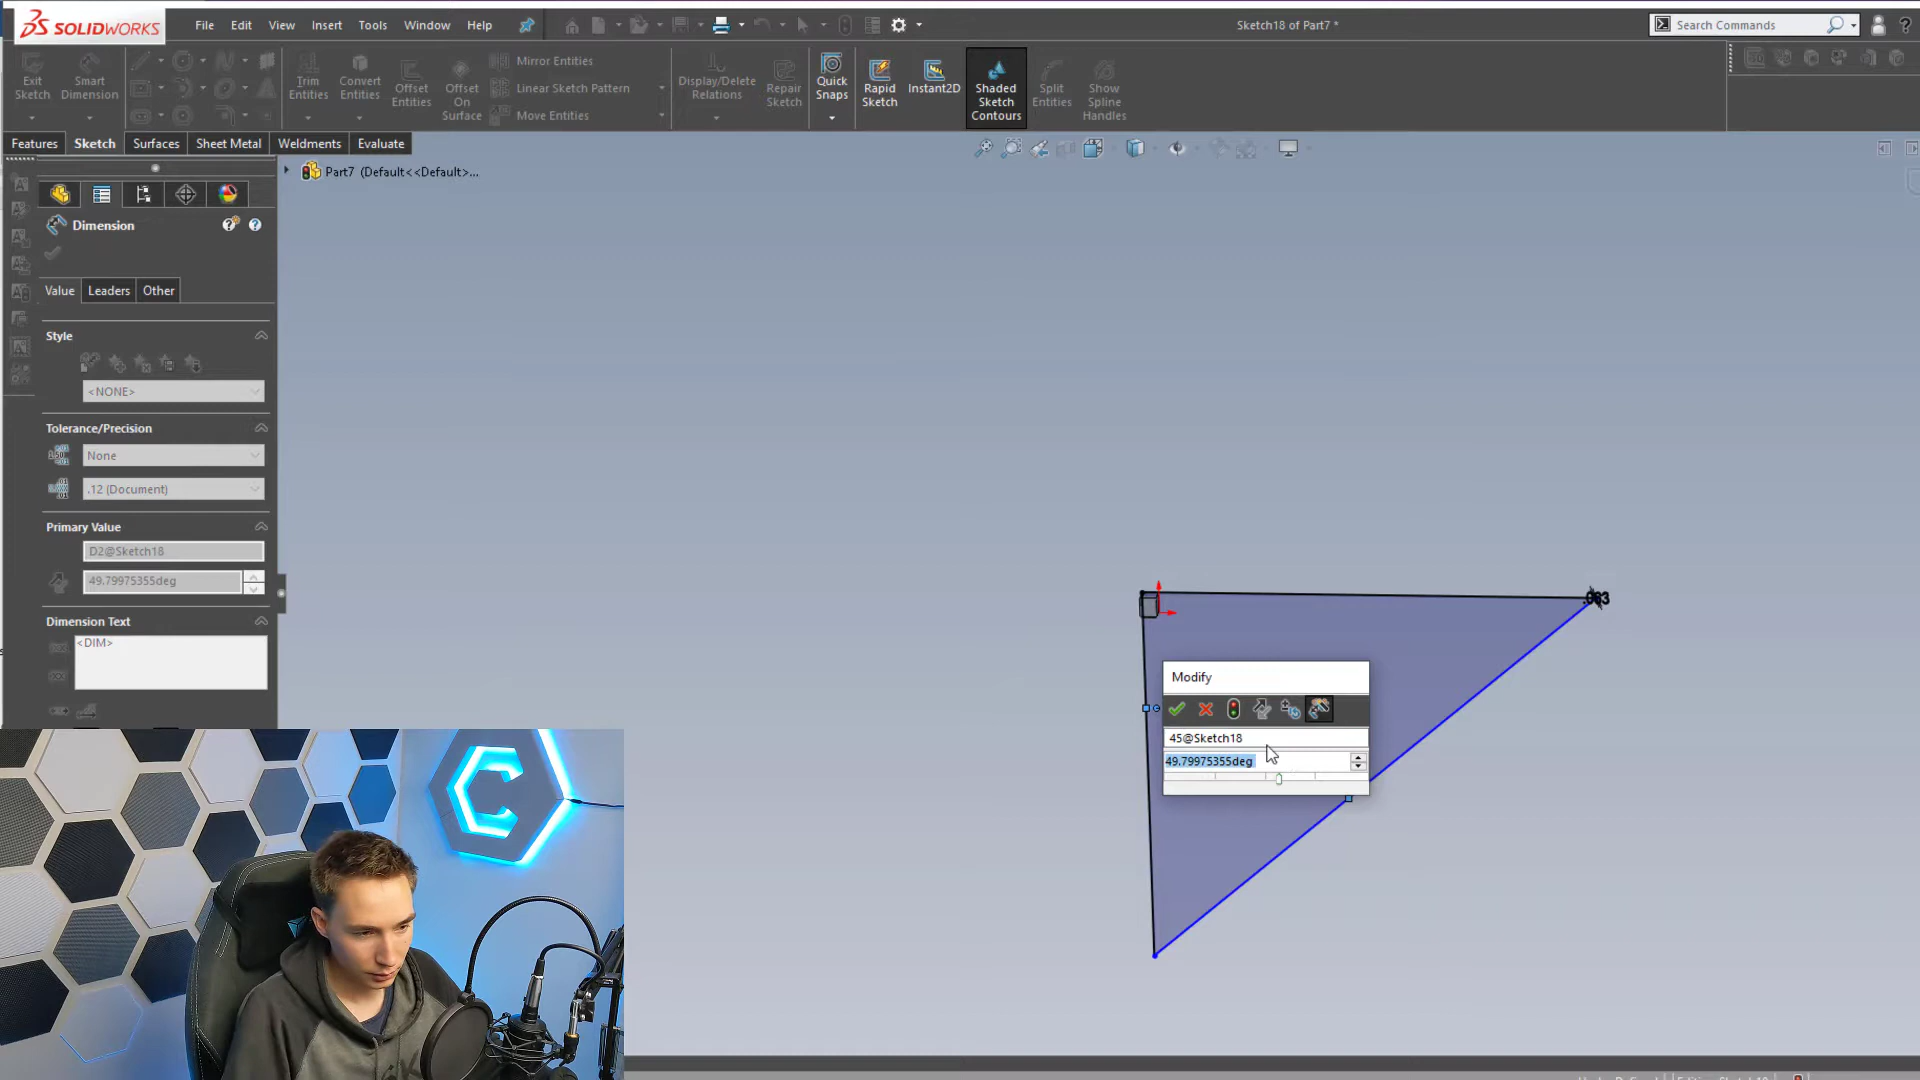 SOLIDWORKS
File Edit View Insert Tools Window Help
Sketch18 of Part7 *
Search Commands
Exit Sketch
Smart Dimension
Trim Entities
Convert Entities
Offset Entities
Offset On Surface
Mirror Entities
Linear Sketch Pattern
Move Entities
Display/Delete Relations
Repair Sketch
Quick Snaps
Rapid Sketch
Instant2D
Shaded Sketch Contours
Split Entities
Show Spline Handles
Features Sketch Surfaces Sheet Metal Weldments Evaluate
Part7 (Default<<Default>...
Dimension
Value Leaders Other
Style
<NONE>
Tolerance/Precision
None
.12 (Document)
Primary Value
D2@Sketch18
49.79975355deg
Dimension Text
<DIM>
Modify
45@Sketch18
49.79975355deg